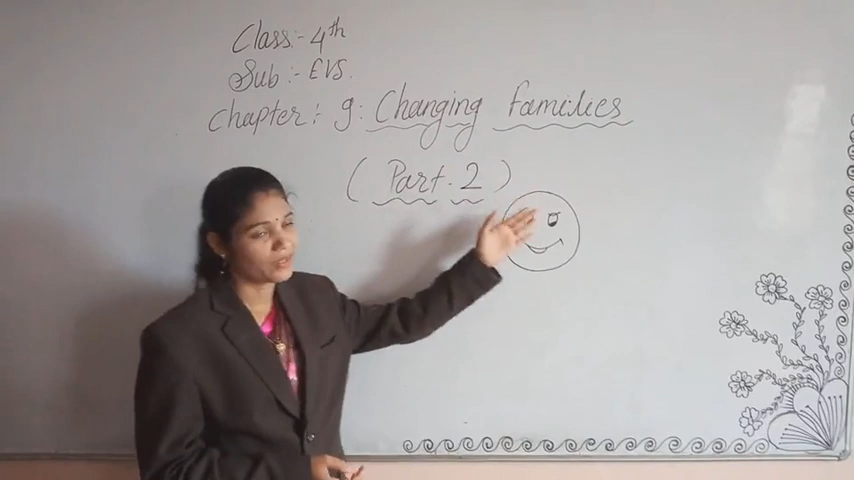 Class:- 4th
Sub :- EVS.
Chapter :- 9: Changing Families
(Part-2)